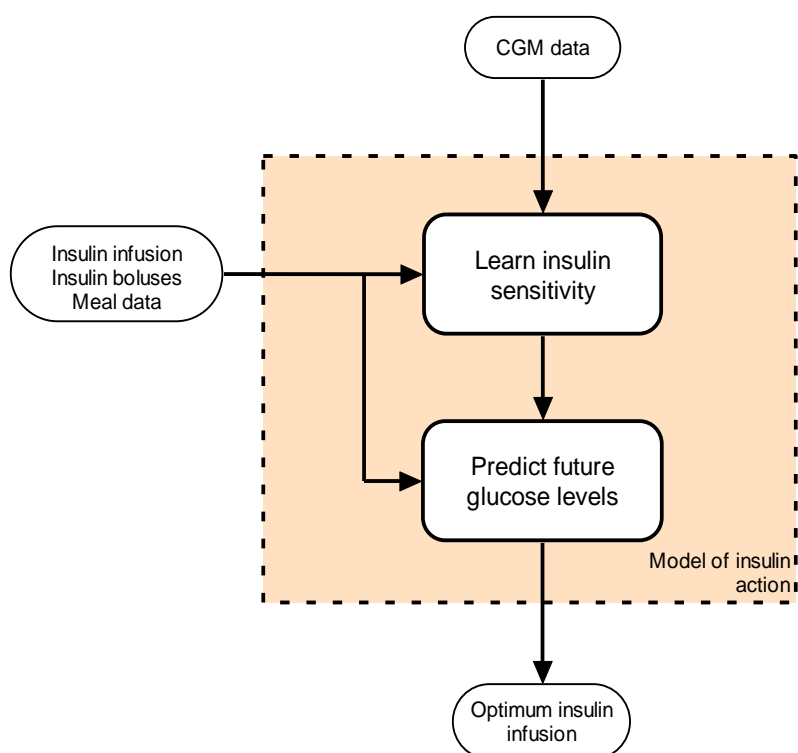 CGM data
Insulin infusion
Insulin boluses
Meal data
Learn insulin
sensitivity
Predict future
glucose levels
Model of insulin
action
Optimum insulin
infusion